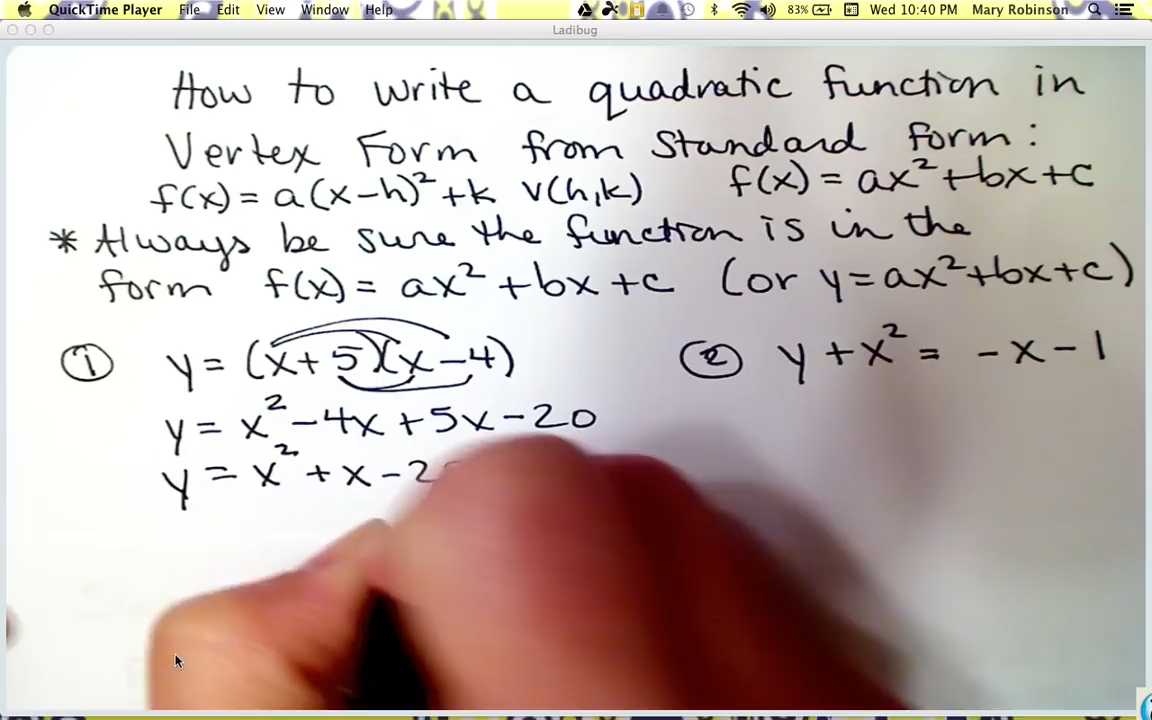 QuickTime Player File Edit View Window Help 83% Wed 10:40 PM Mary Robinson
Ladibug
How to write a quadratic function in
Vertex Form from Standard form:
f(x) = a(x-h)² + k V(h,k) f(x) = ax² + bx + c
* Always be sure the function is in the
form f(x) = ax² + bx + c (or y = ax² + bx + c)
① y = (x + 5)(x - 4)
y = x² - 4x + 5x - 20
y = x² + x - 2
② y + x² = - x - 1